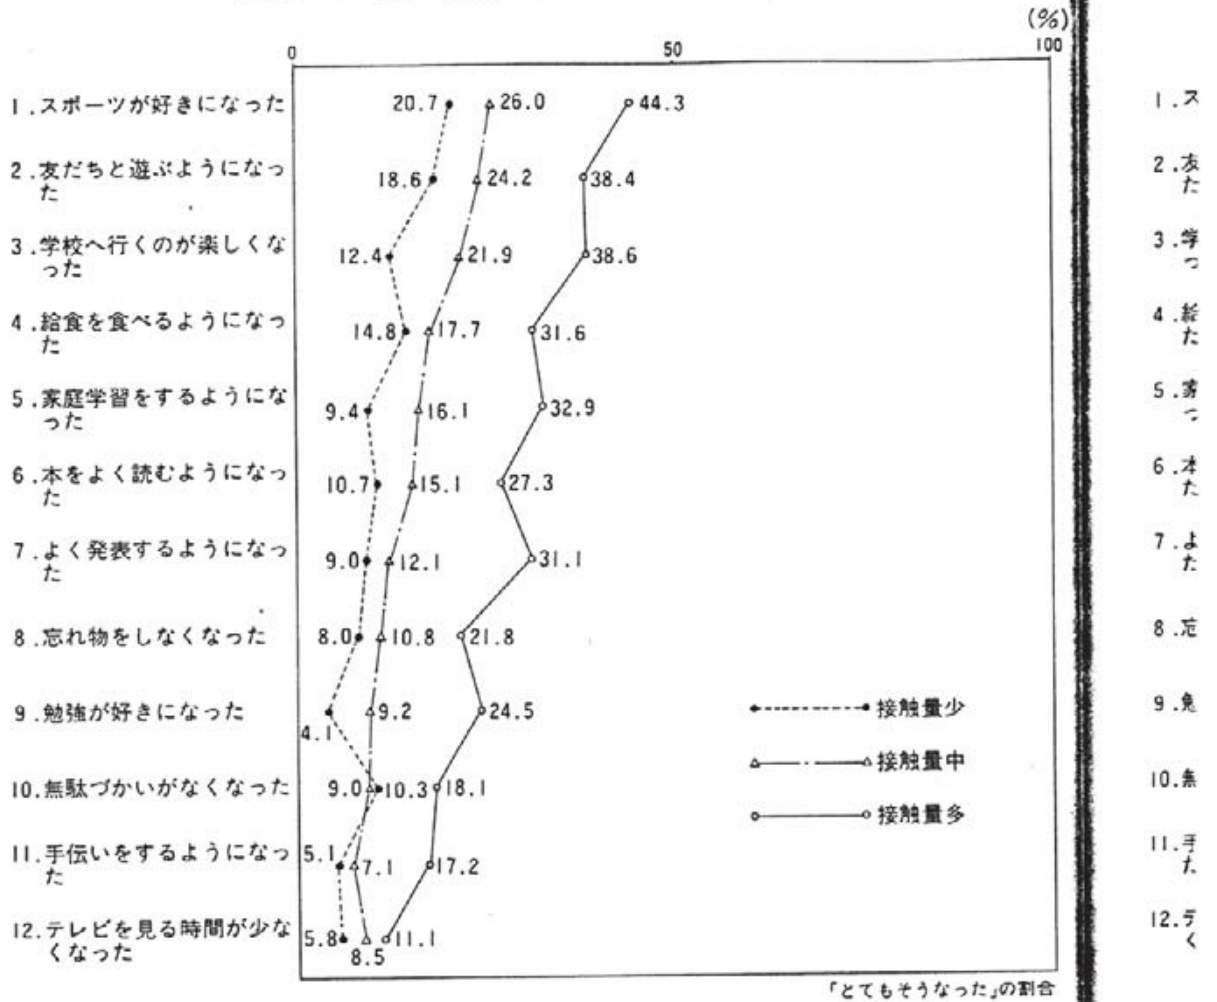 (%)
0 50 100
1.スポーツが好きになった 20.7 26.0 44.3
2.友だちと遊ぶようになっ
た 18.6 24.2 38.4
3.学校へ行くのが楽しくな
った 12.4 21.9 38.6
4.給食を食べるようになっ
た 14.8 17.7 31.6
5.家庭学習をするようにな
った 9.4 16.1 32.9
6.本をよく読むようになっ
た 10.7 15.1 27.3
7.よく発表するようになっ
た 9.0 12.1 31.1
8.忘れ物をしなくなった 8.0 10.8 21.8
9.勉強が好きになった 4.1 9.2 24.5
10.無駄づかいがなくなった 9.0 10.3 18.1
11.手伝いをするようになっ
た 5.1 7.1 17.2
12.テレビを見る時間が少な
くなった 5.8 8.5 11.1
接触量少
接触量中
接触量多
「とてもそうなった」の割合
1.ス
2.友
た
3.学
っ
4.給
た
5.家
っ
6.本
た
7.よ
た
8.忘
9.勉
10.無
11.手
た
12.テ
く